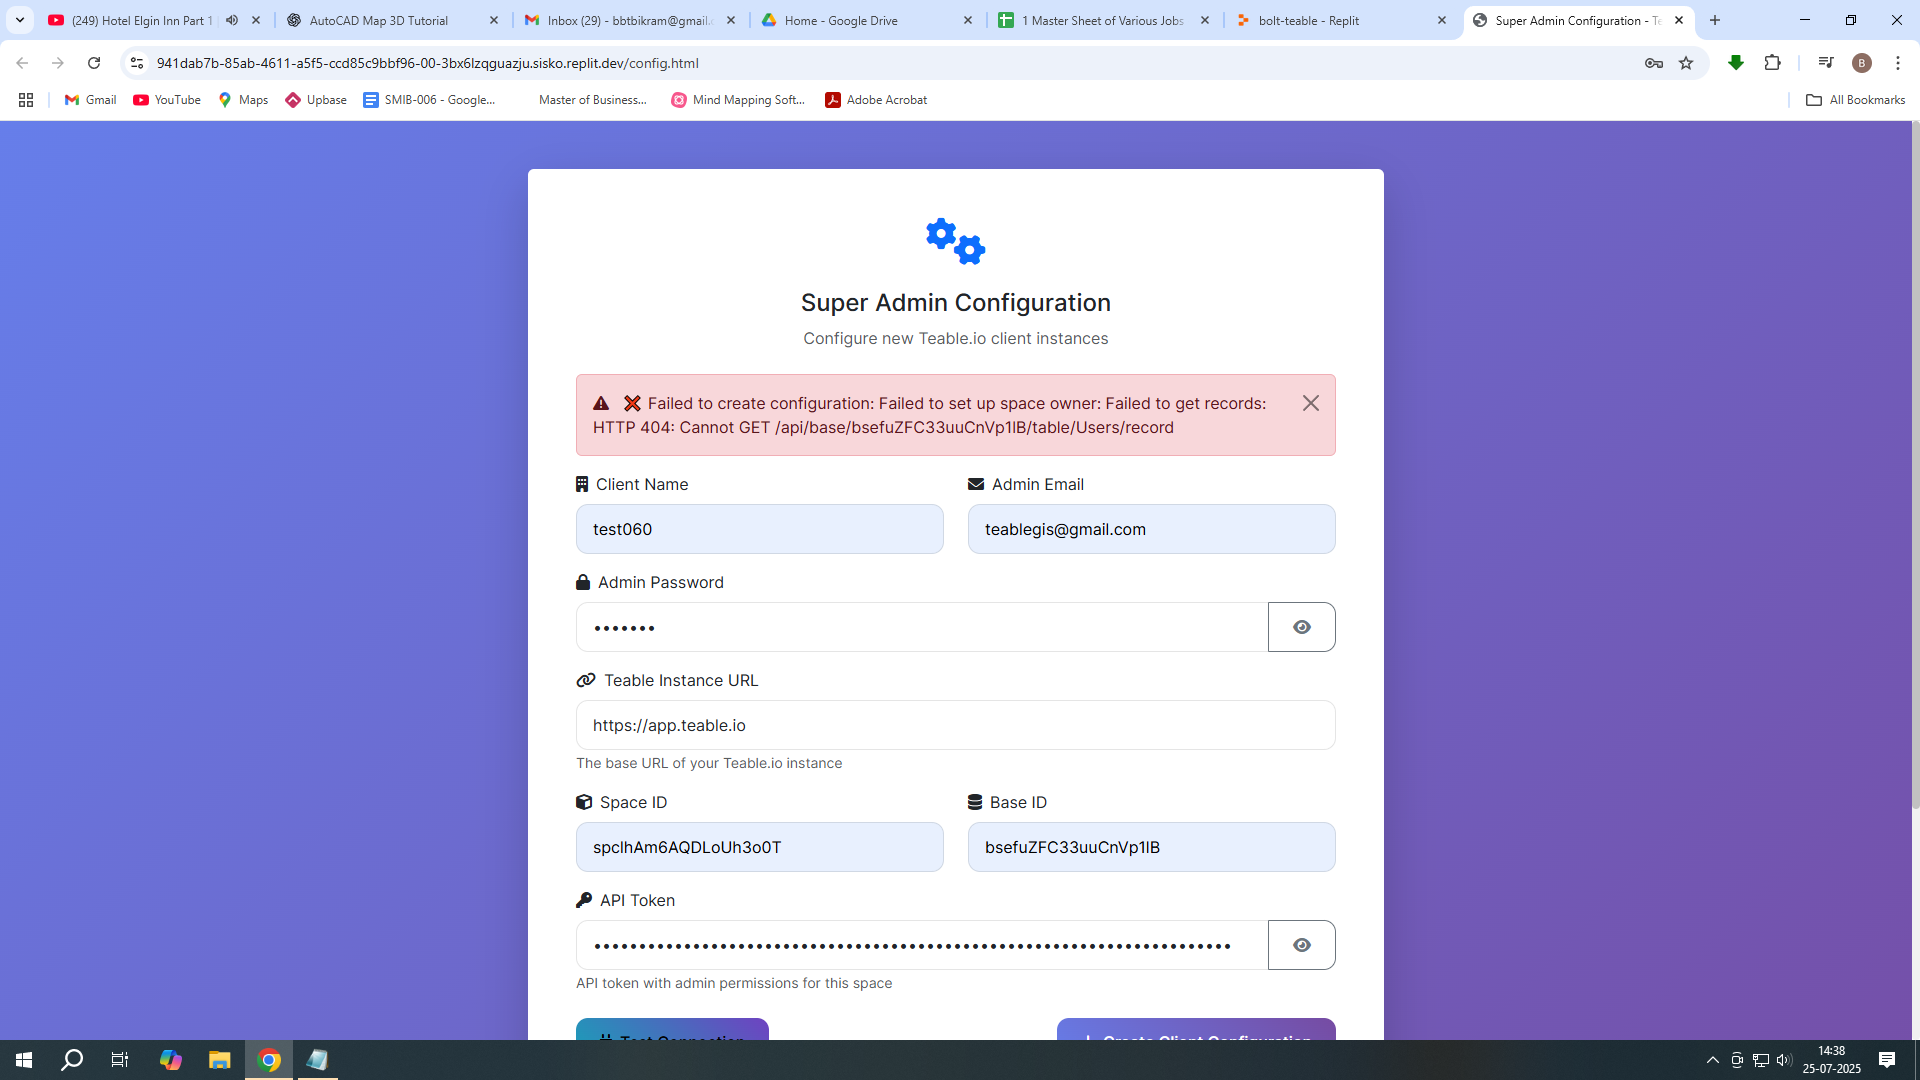 (249) Hotel Elgin Inn Part 1
AutoCAD Map 3D Tutorial
Inbox (29) - bbtbikram@gmail.c
Home - Google Drive
1 Master Sheet of Various Jobs
bolt-teable - Replit
Super Admin Configuration - Te
941dab7b-85ab-4611-a5f5-ccd85c9bbf96-00-3bx6lzqguazju.sisko.replit.dev/config.html
B
Gmail
YouTube
Maps
Upbase
SMIB-006 - Google...
Master of Business...
Mind Mapping Soft...
Adobe Acrobat
All Bookmarks
Super Admin Configuration
Configure new Teable.io client instances
Failed to create configuration: Failed to set up space owner: Failed to get records:
HTTP 404: Cannot GET /api/base/bsefuZFC33uuCnVp1lB/table/Users/record
Client Name
Admin Email
test060
teablegis@gmail.com
Admin Password
•••••••
Teable Instance URL
https://app.teable.io
The base URL of your Teable.io instance
Space ID
Base ID
spclhAm6AQDLoUh3o0T
bsefuZFC33uuCnVp1lB
API Token
API token with admin permissions for this space
Test Connection
Create Client Configuration
14:38
25-07-2025